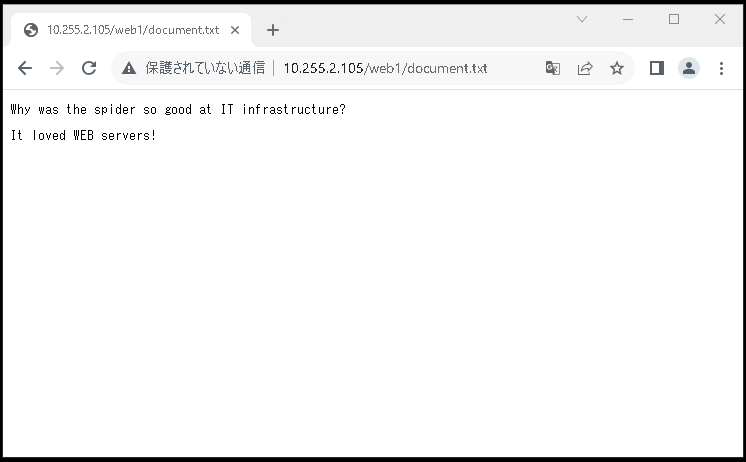 10.255.2.105/web1/document.txt
保護されていない通信 10.255.2.105/web1/document.txt
Why was the spider so good at IT infrastructure?
It loved WEB servers!